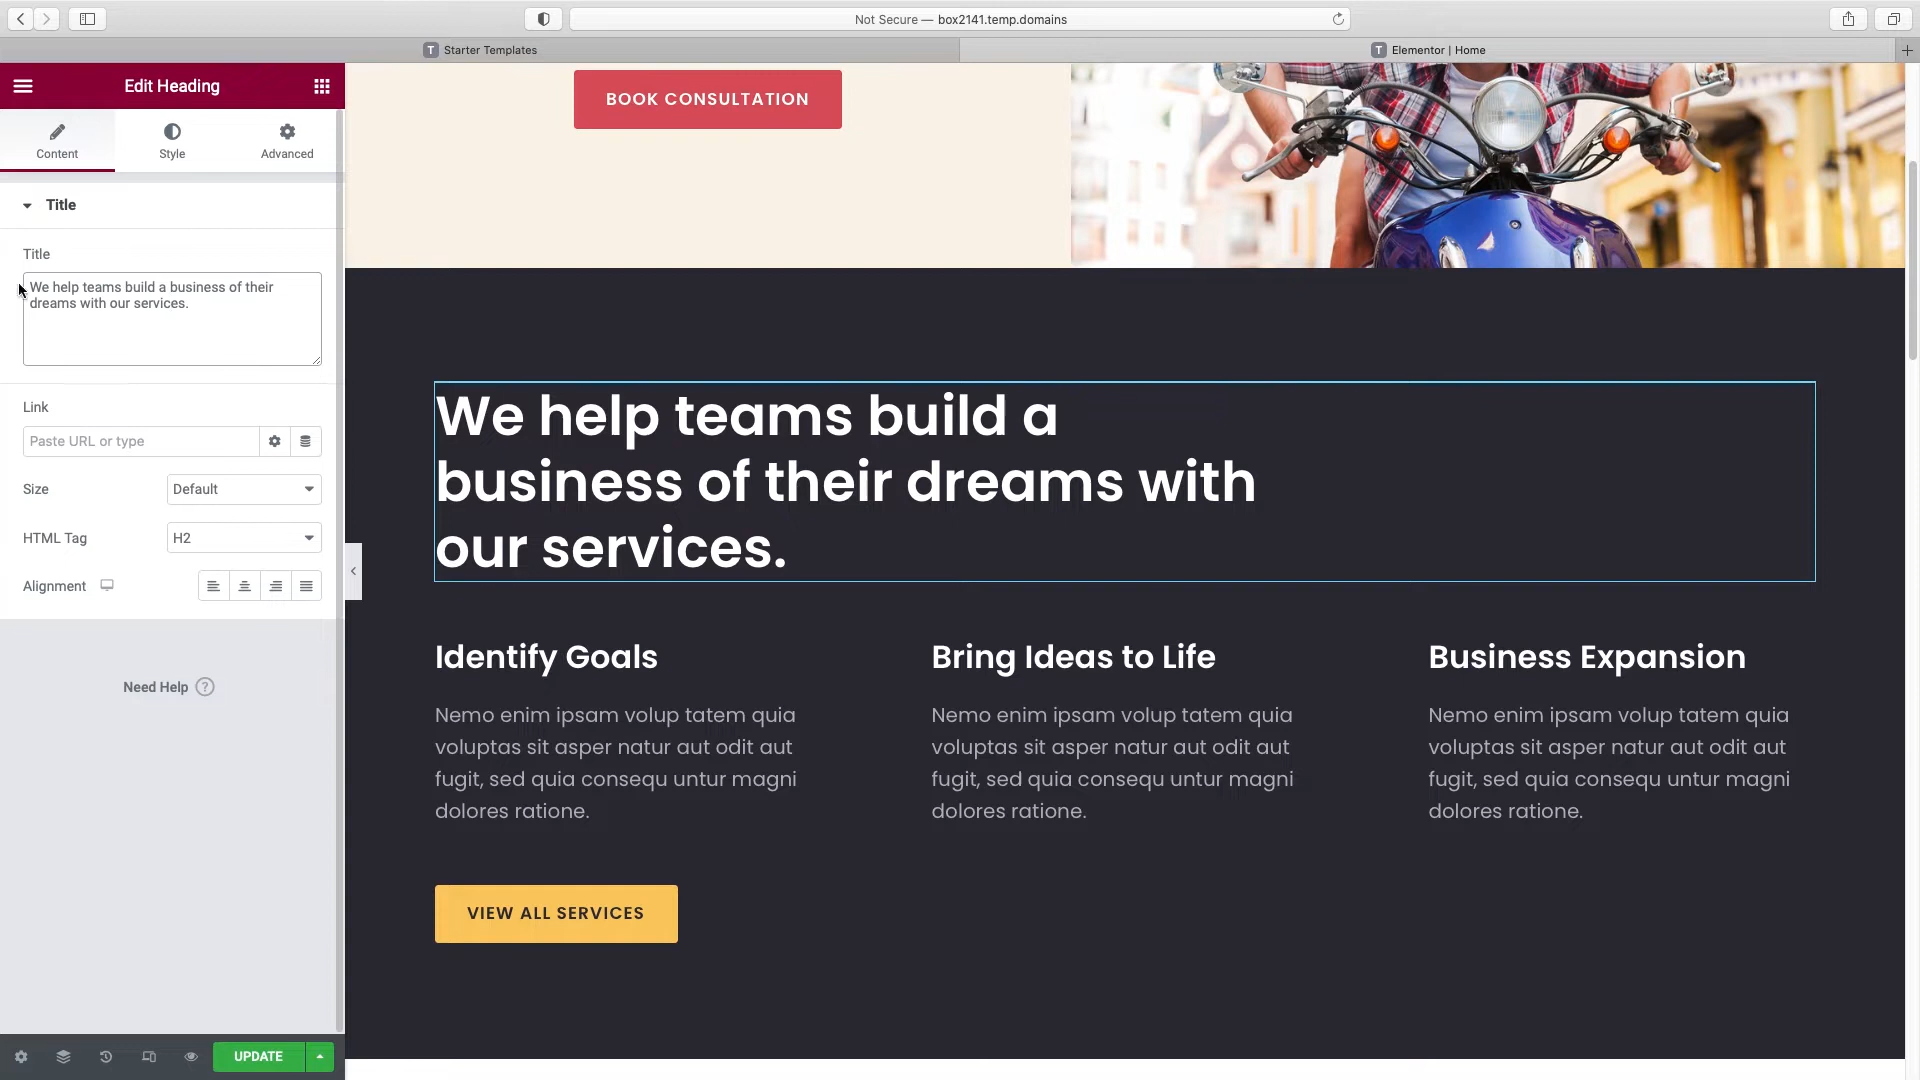 Not Secure — box2141.temp.domains
T Starter Templates
T Elementor | Home
Edit Heading
Content
Style
Advanced
Title
Title
We help teams build a business of their
dreams with our services.
Link
Paste URL or type
Size
Default
HTML Tag
H2
Alignment
Need Help ?
UPDATE
BOOK CONSULTATION
We help teams build a
business of their dreams with
our services.
Identify Goals
Nemo enim ipsam volup tatem quia
voluptas sit asper natur aut odit aut
fugit, sed quia consequ untur magni
dolores ratione.
Bring Ideas to Life
Nemo enim ipsam volup tatem quia
voluptas sit asper natur aut odit aut
fugit, sed quia consequ untur magni
dolores ratione.
Business Expansion
Nemo enim ipsam volup tatem quia
voluptas sit asper natur aut odit aut
fugit, sed quia consequ untur magni
dolores ratione.
VIEW ALL SERVICES